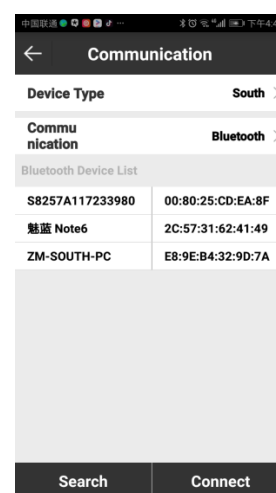 中国联通 ... 下午4:4
Communication
Device Type South
Commu
nication Bluetooth
Bluetooth Device List
S8257A117233980 00:80:25:CD:EA:8F
魅蓝 Note6 2C:57:31:62:41:49
ZM-SOUTH-PC E8:9E:B4:32:9D:7A
Search Connect